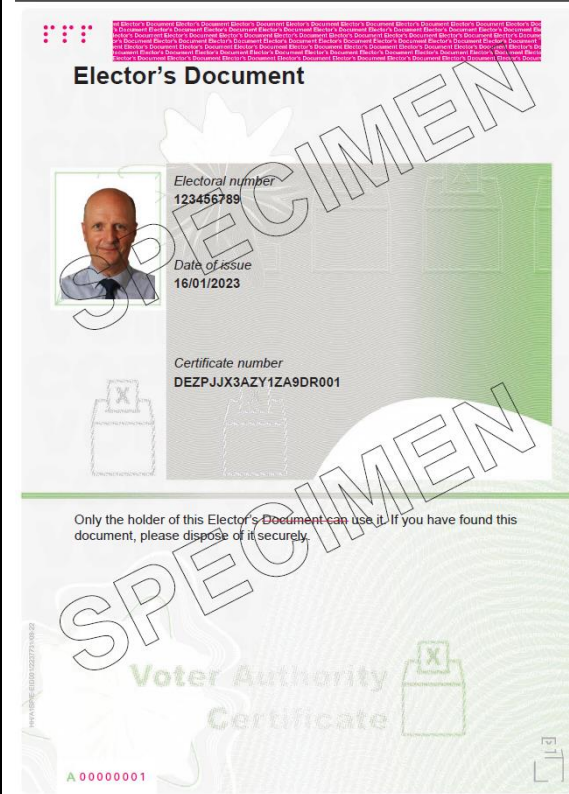 Elector's Document
Electoral number
123456789
Date of issue
16/01/2023
Certificate number
DEZPJJX3AZY1ZA9DR001
SPECIMEN
Only the holder of this Elector's Document can use it. If you have found this
document, please dispose of it securely.
SPECIMEN
Voter Authority
Certificate
A 00000001